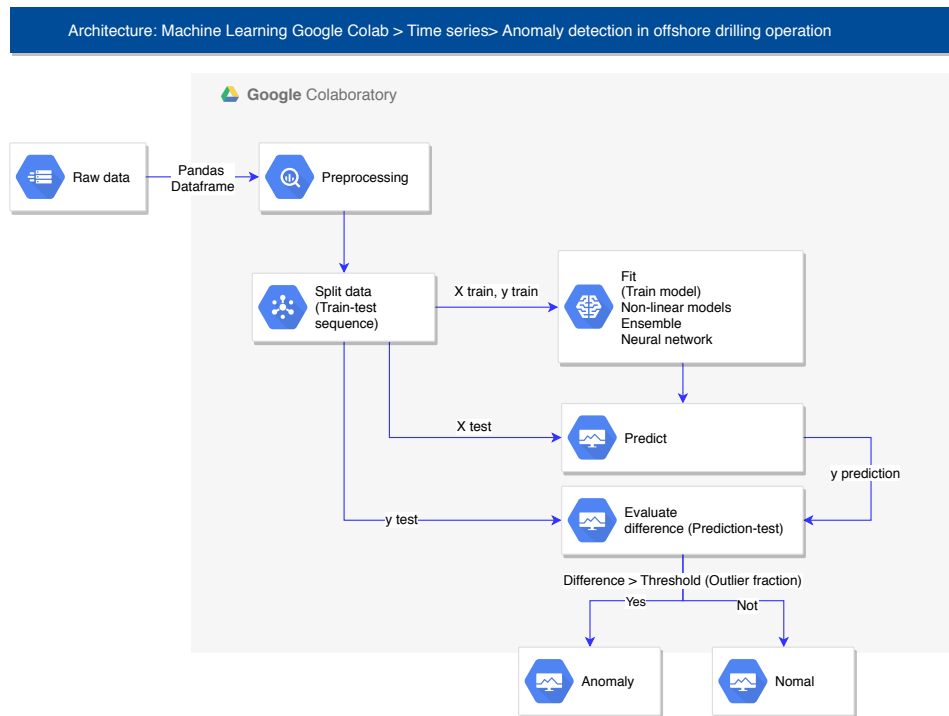 Architecture: Machine Learning Google Colab > Time series> Anomaly detection in offshore drilling operation
Google Colaboratory
Raw data
Pandas
Dataframe
Preprocessing
Split data
(Train-test
sequence)
X train, y train
Fit
(Train model)
Non-linear models
Ensemble
Neural network
X test
Predict
y prediction
y test
Evaluate
difference (Prediction-test)
Difference > Threshold (Outlier fraction)
Yes
Not
Anomaly
Nomal